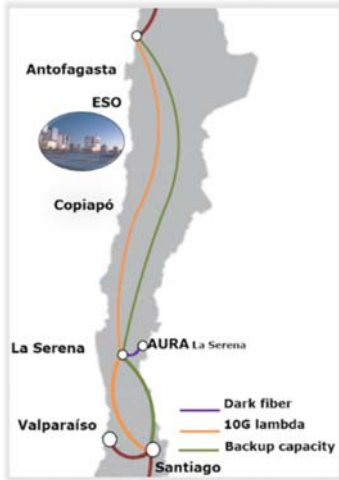 Antofagasta
ESO
Copiapó
La Serena
AURA La Serena
Valparaíso
Santiago
Dark fiber
10G lambda
Backup capacity